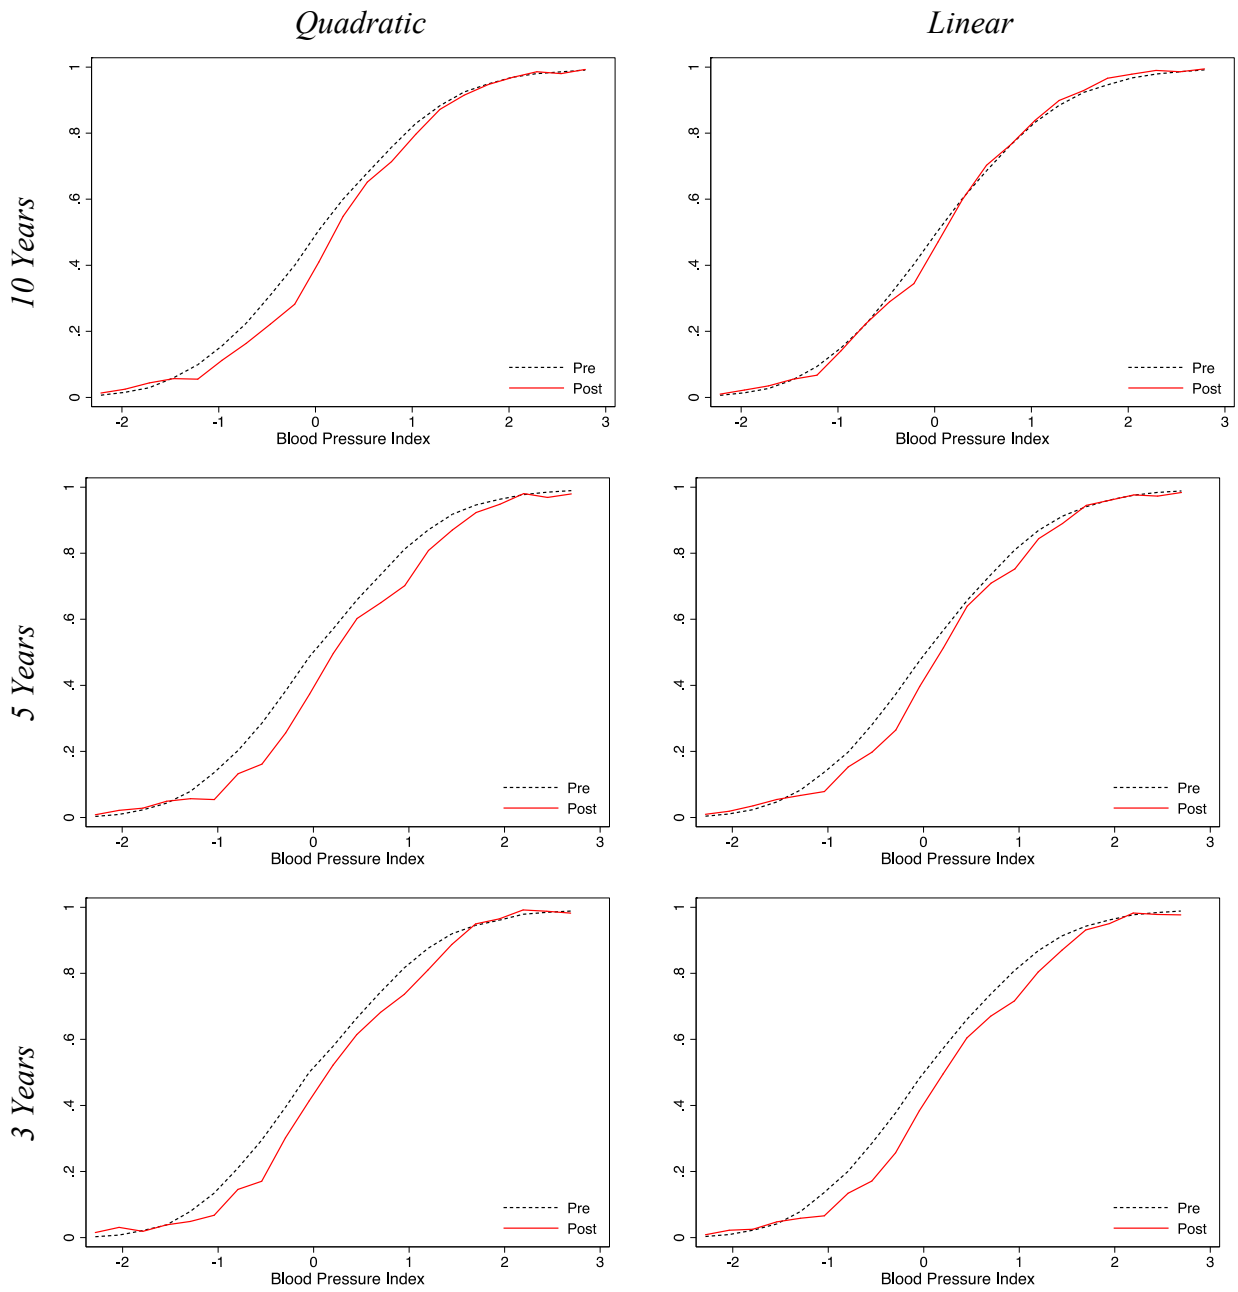 Quadratic
Linear
10 Years
1
.8
.6
.4
.2
0
Pre
Post
-2 -1 0 1 2 3
Blood Pressure Index
1
.8
.6
.4
.2
0
Pre
Post
-2 -1 0 1 2 3
Blood Pressure Index
5 Years
1
.8
.6
.4
.2
0
Pre
Post
-2 -1 0 1 2 3
Blood Pressure Index
1
.8
.6
.4
.2
0
Pre
Post
-2 -1 0 1 2 3
Blood Pressure Index
3 Years
1
.8
.6
.4
.2
0
Pre
Post
-2 -1 0 1 2 3
Blood Pressure Index
1
.8
.6
.4
.2
0
Pre
Post
-2 -1 0 1 2 3
Blood Pressure Index